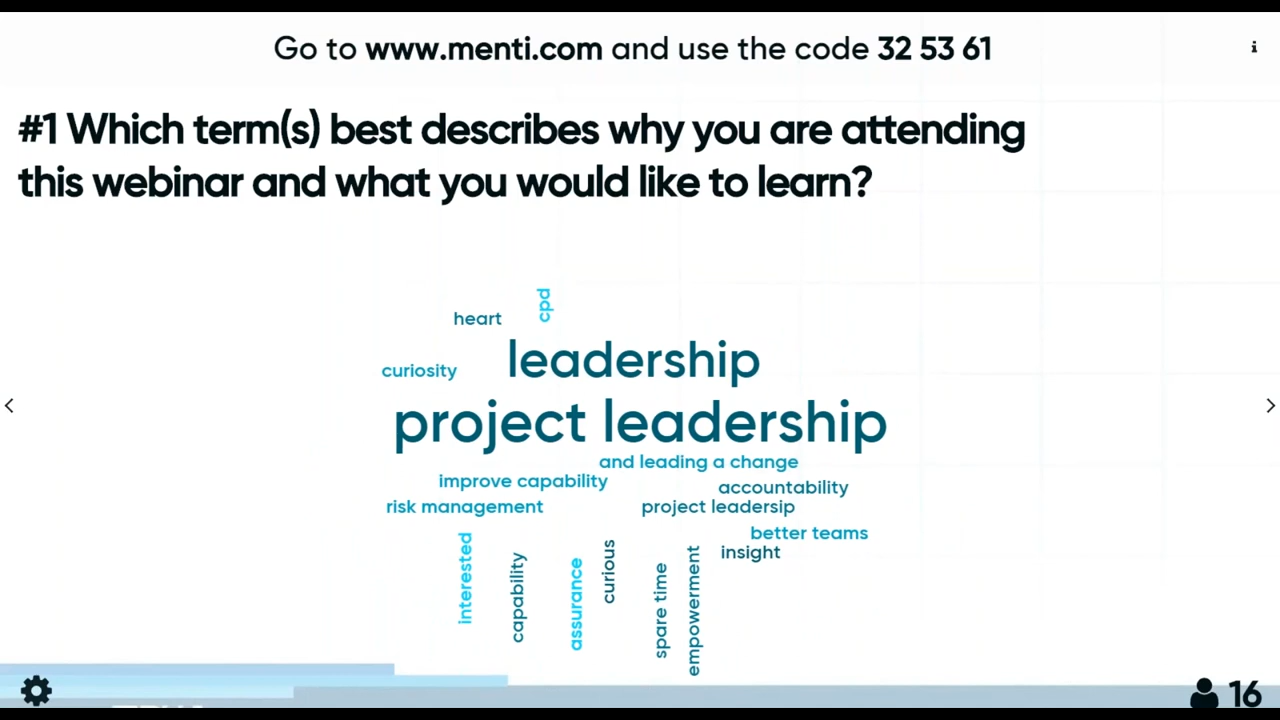 Go to www.menti.com and use the code 32 53 61
#1 Which term(s) best describes why you are attending
this webinar and what you would like to learn?
cpd
heart
leadership
curiosity
project leadership
and leading a change
improve capability
accountability
risk management
project leadersip
better teams
insight
interested
capability
assurance
curious
spare time
empowerment
16